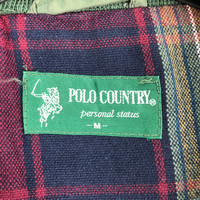 POLO COUNTRY®
personal status
-M-